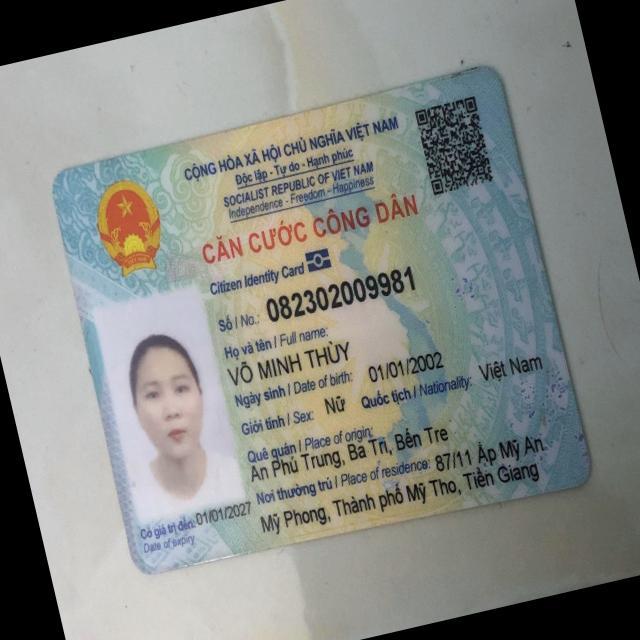 CỘNG HÒA XÃ HỘI CHỦ NGHĨA VIỆT NAM
Độc lập - Tự do - Hạnh phúc
SOCIALIST REPUBLIC OF VIET NAM
Independence - Freedom - Happiness
CĂN CƯỚC CÔNG DÂN
Citizen Identity Card
Số / No.: 082302009981
Họ và tên / Full name:
VÕ MINH THÙY
Ngày sinh / Date of birth: 01/01/2002
Giới tính / Sex: Nữ Quốc tịch / Nationality: Việt Nam
Quê quán / Place of origin:
An Phú Trung, Ba Tri, Bến Tre
Nơi thường trú / Place of residence: 87/11 Ấp Mỹ An
Mỹ Phong, Thành phố Mỹ Tho, Tiền Giang
Có giá trị đến: 01/01/2027
Date of expiry